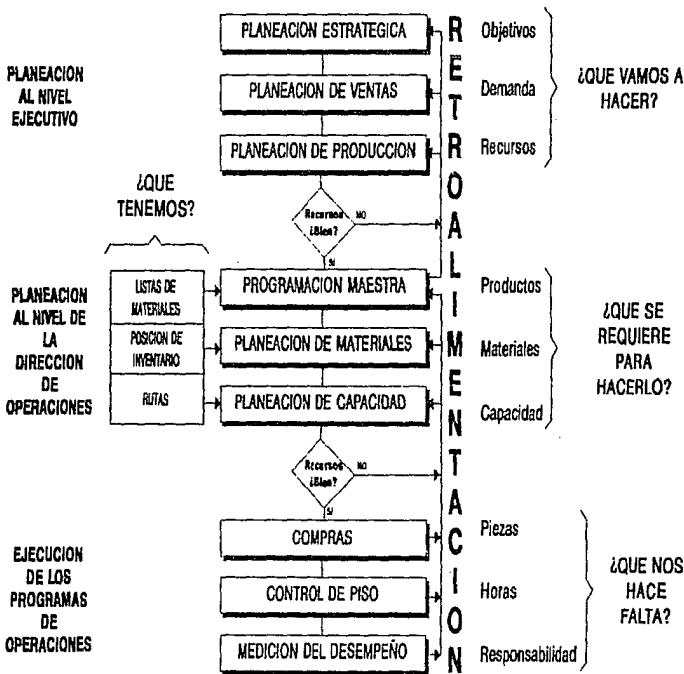 PLANEACION ESTRATEGICA
PLANEACION DE VENTAS
PLANEACION DE PRODUCCION
PLANEACION
AL NIVEL
EJECUTIVO
RETROALIMENTACION
Objetivos
Demanda
Recursos
¿QUE VAMOS A
HACER?
Recursos
¿Bien?
NO
SI
¿QUE
TENEMOS?
LISTAS DE
MATERIALES
POSICION DE
INVENTARIO
RUTAS
PLANEACION
AL NIVEL DE
LA
DIRECCION
DE
OPERACIONES
PROGRAMACION MAESTRA
PLANEACION DE MATERIALES
PLANEACION DE CAPACIDAD
Productos
Materiales
Capacidad
¿QUE SE
REQUIERE
PARA
HACERLO?
Recursos
¿Bien?
NO
SI
EJECUCION
DE LOS
PROGRAMAS
DE
OPERACIONES
COMPRAS
CONTROL DE PISO
MEDICION DEL DESEMPEÑO
Piezas
Horas
Responsabilidad
¿QUE NOS
HACE
FALTA?